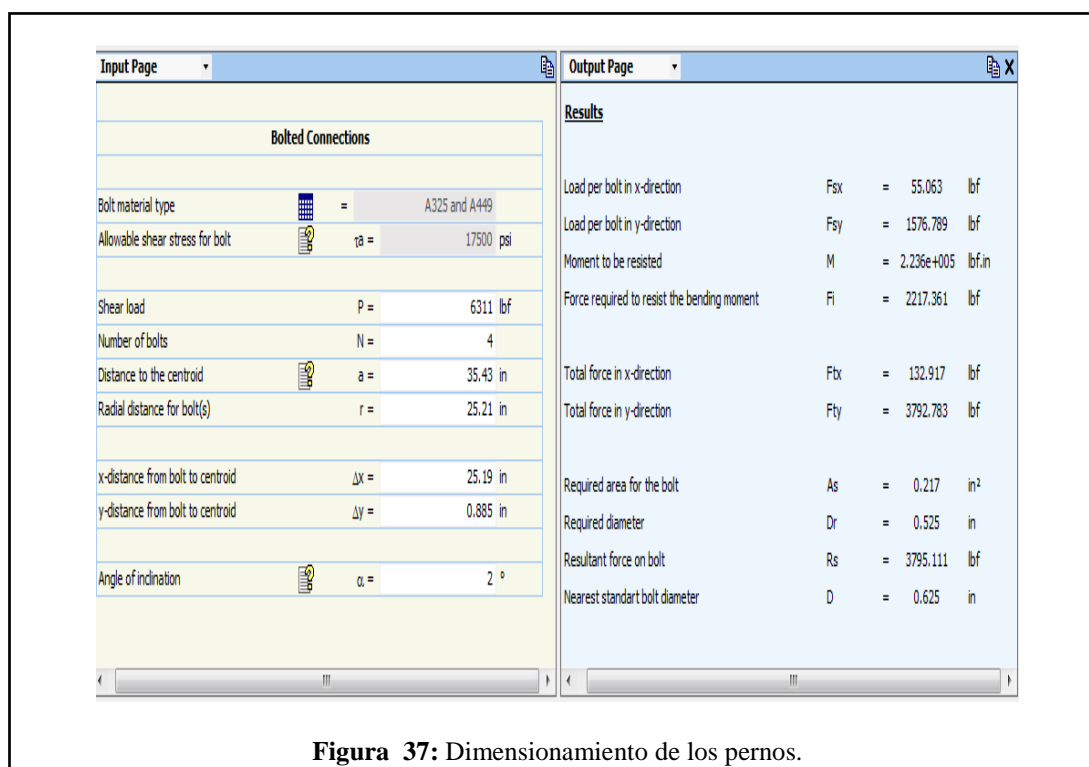 Input Page
Bolted Connections
Bolt material type = A325 and A449
Allowable shear stress for bolt τa = 17500 psi
Shear load P = 6311 lbf
Number of bolts N = 4
Distance to the centroid a = 35.43 in
Radial distance for bolt(s) r = 25.21 in
x-distance from bolt to centroid Δx = 25.19 in
y-distance from bolt to centroid Δy = 0.885 in
Angle of inclination α = 2 º
Output Page
Results
Load per bolt in x-direction Fsx = 55.063 lbf
Load per bolt in y-direction Fsy = 1576.789 lbf
Moment to be resisted M = 2.236e+005 lbf.in
Force required to resist the bending moment Fi = 2217.361 lbf
Total force in x-direction Ftx = 132.917 lbf
Total force in y-direction Fty = 3792.783 lbf
Required area for the bolt As = 0.217 in²
Required diameter Dr = 0.525 in
Resultant force on bolt Rs = 3795.111 lbf
Nearest standart bolt diameter D = 0.625 in
Figura 37: Dimensionamiento de los pernos.